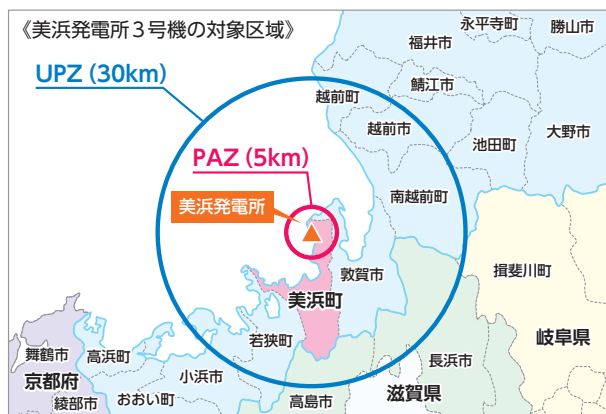 《美浜発電所３号機の対象区域》
永平寺町
勝山市
福井市
UPZ（30km）
鯖江市
越前町
越前市
大野市
池田町
PAZ（5km）
南越前町
美浜発電所
揖斐川町
敦賀市
美浜町
若狭町
岐阜県
舞鶴市
高浜町
長浜市
京都府
小浜市
おおい町
綾部市
高島市
滋賀県